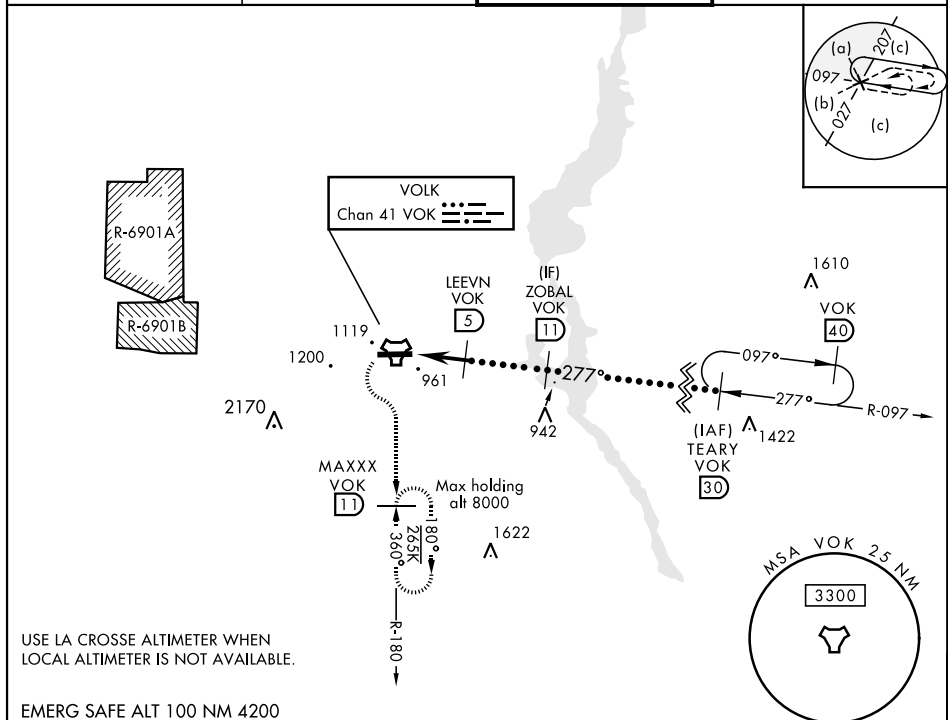 (a)
207
(c)
097
(b)
027
(c)
VOLK
Chan 41 VOK
R-6901A
R-6901B
LEEVN
VOK
5
(IF)
ZOBAL
VOK
11
1610
VOK
40
1119
1200
961
097°
277°
277°
R-097
942
2170
(IAF)
TEARY
VOK
30
1422
MAXXX
VOK
11
Max holding
alt 8000
360°
265K
180°
1622
R-180
MSA VOK 25 NM
3300
USE LA CROSSE ALTIMETER WHEN
LOCAL ALTIMETER IS NOT AVAILABLE.
EMERG SAFE ALT 100 NM 4200